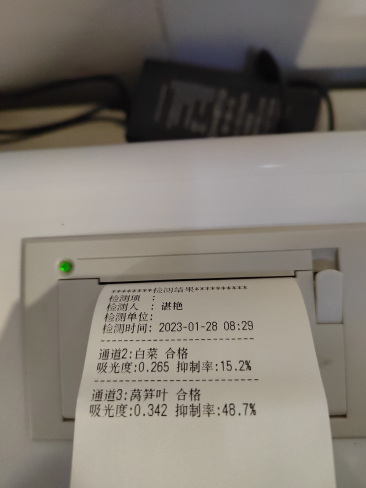 **********检测结果**********
检测项 :
检测人 : 谌艳
检测单位:
检测时间: 2023-01-28 08:29
通道2:白菜 合格
吸光度:0.265 抑制率:15.2%
通道3:莴笋叶 合格
吸光度:0.342 抑制率:48.7%